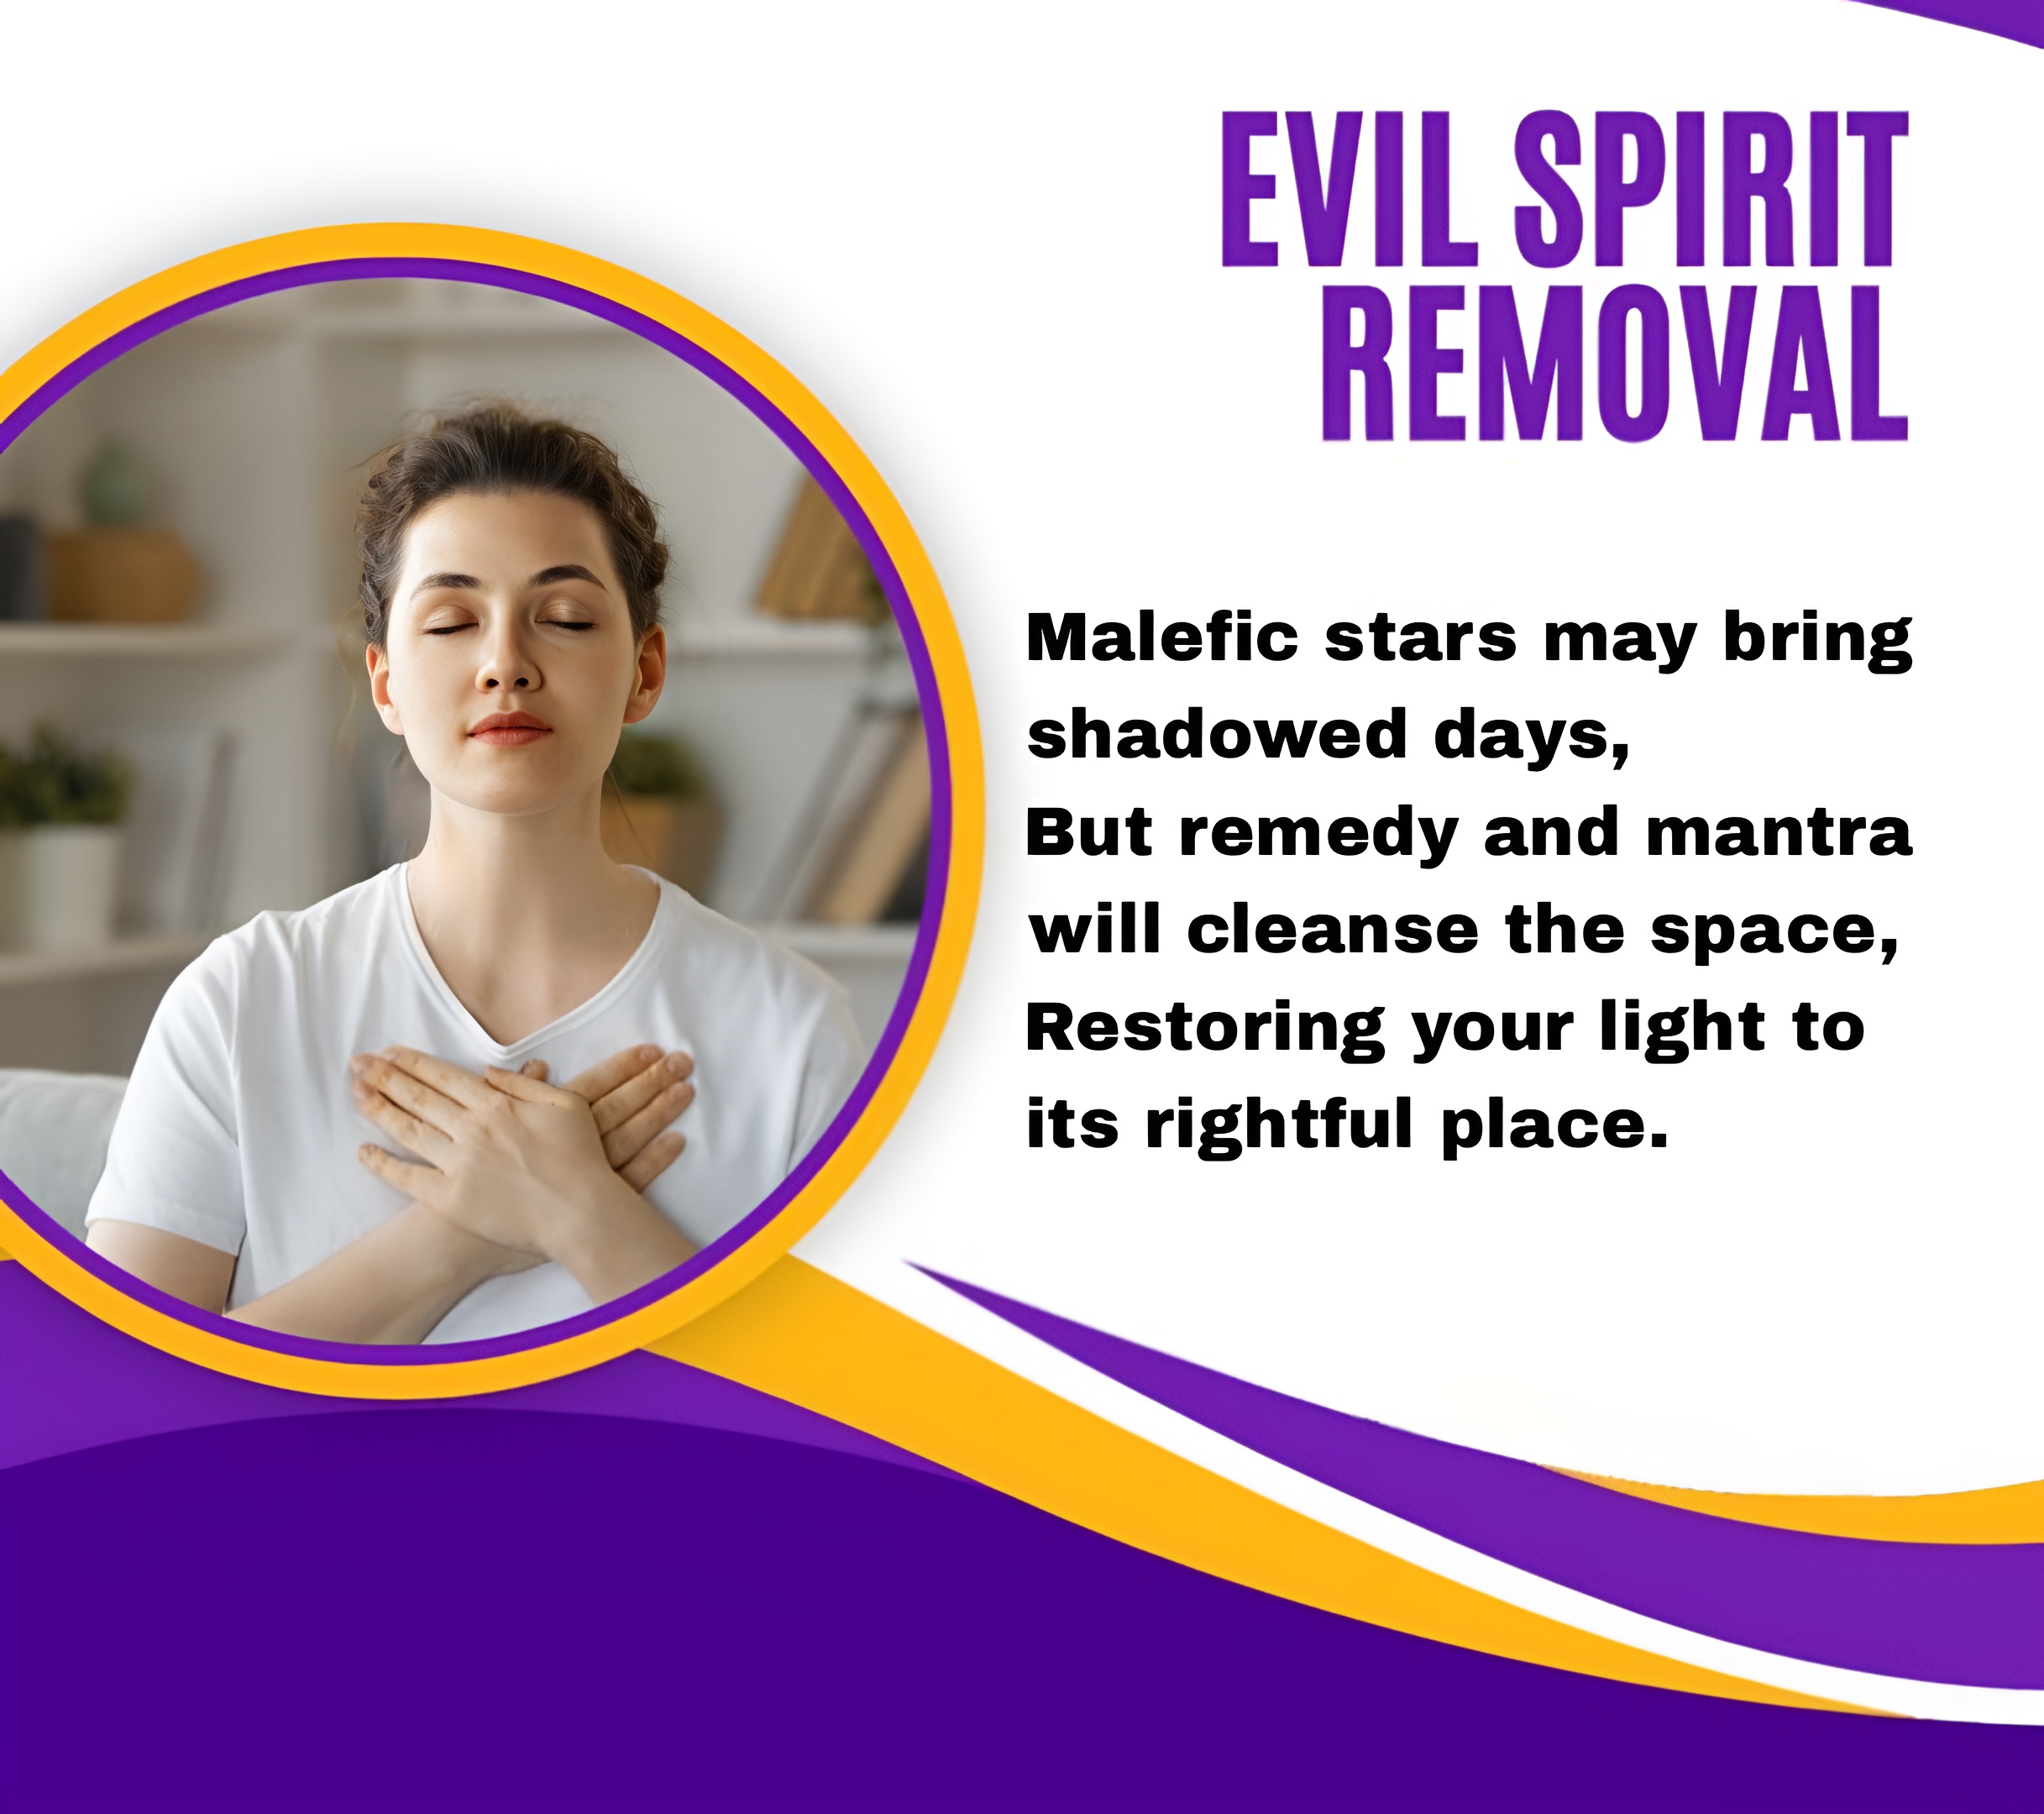 EVIL SPIRIT
REMOVAL
Malefic stars may bring
shadowed days,
But remedy and mantra
will cleanse the space,
Restoring your light to
its rightful place.